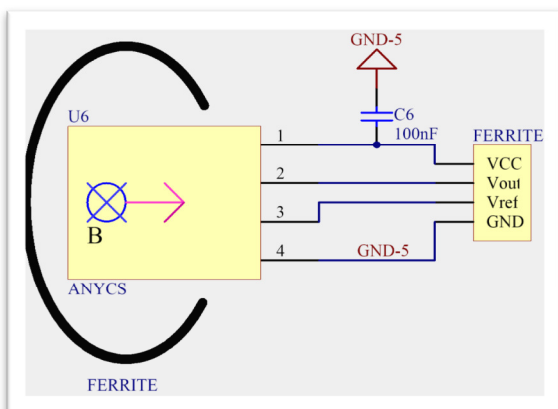 GND-5
U6
C6
100nF
FERRITE
1
VCC
2
Vout
3
Vref
GND
B
4
GND-5
ANYCS
FERRITE